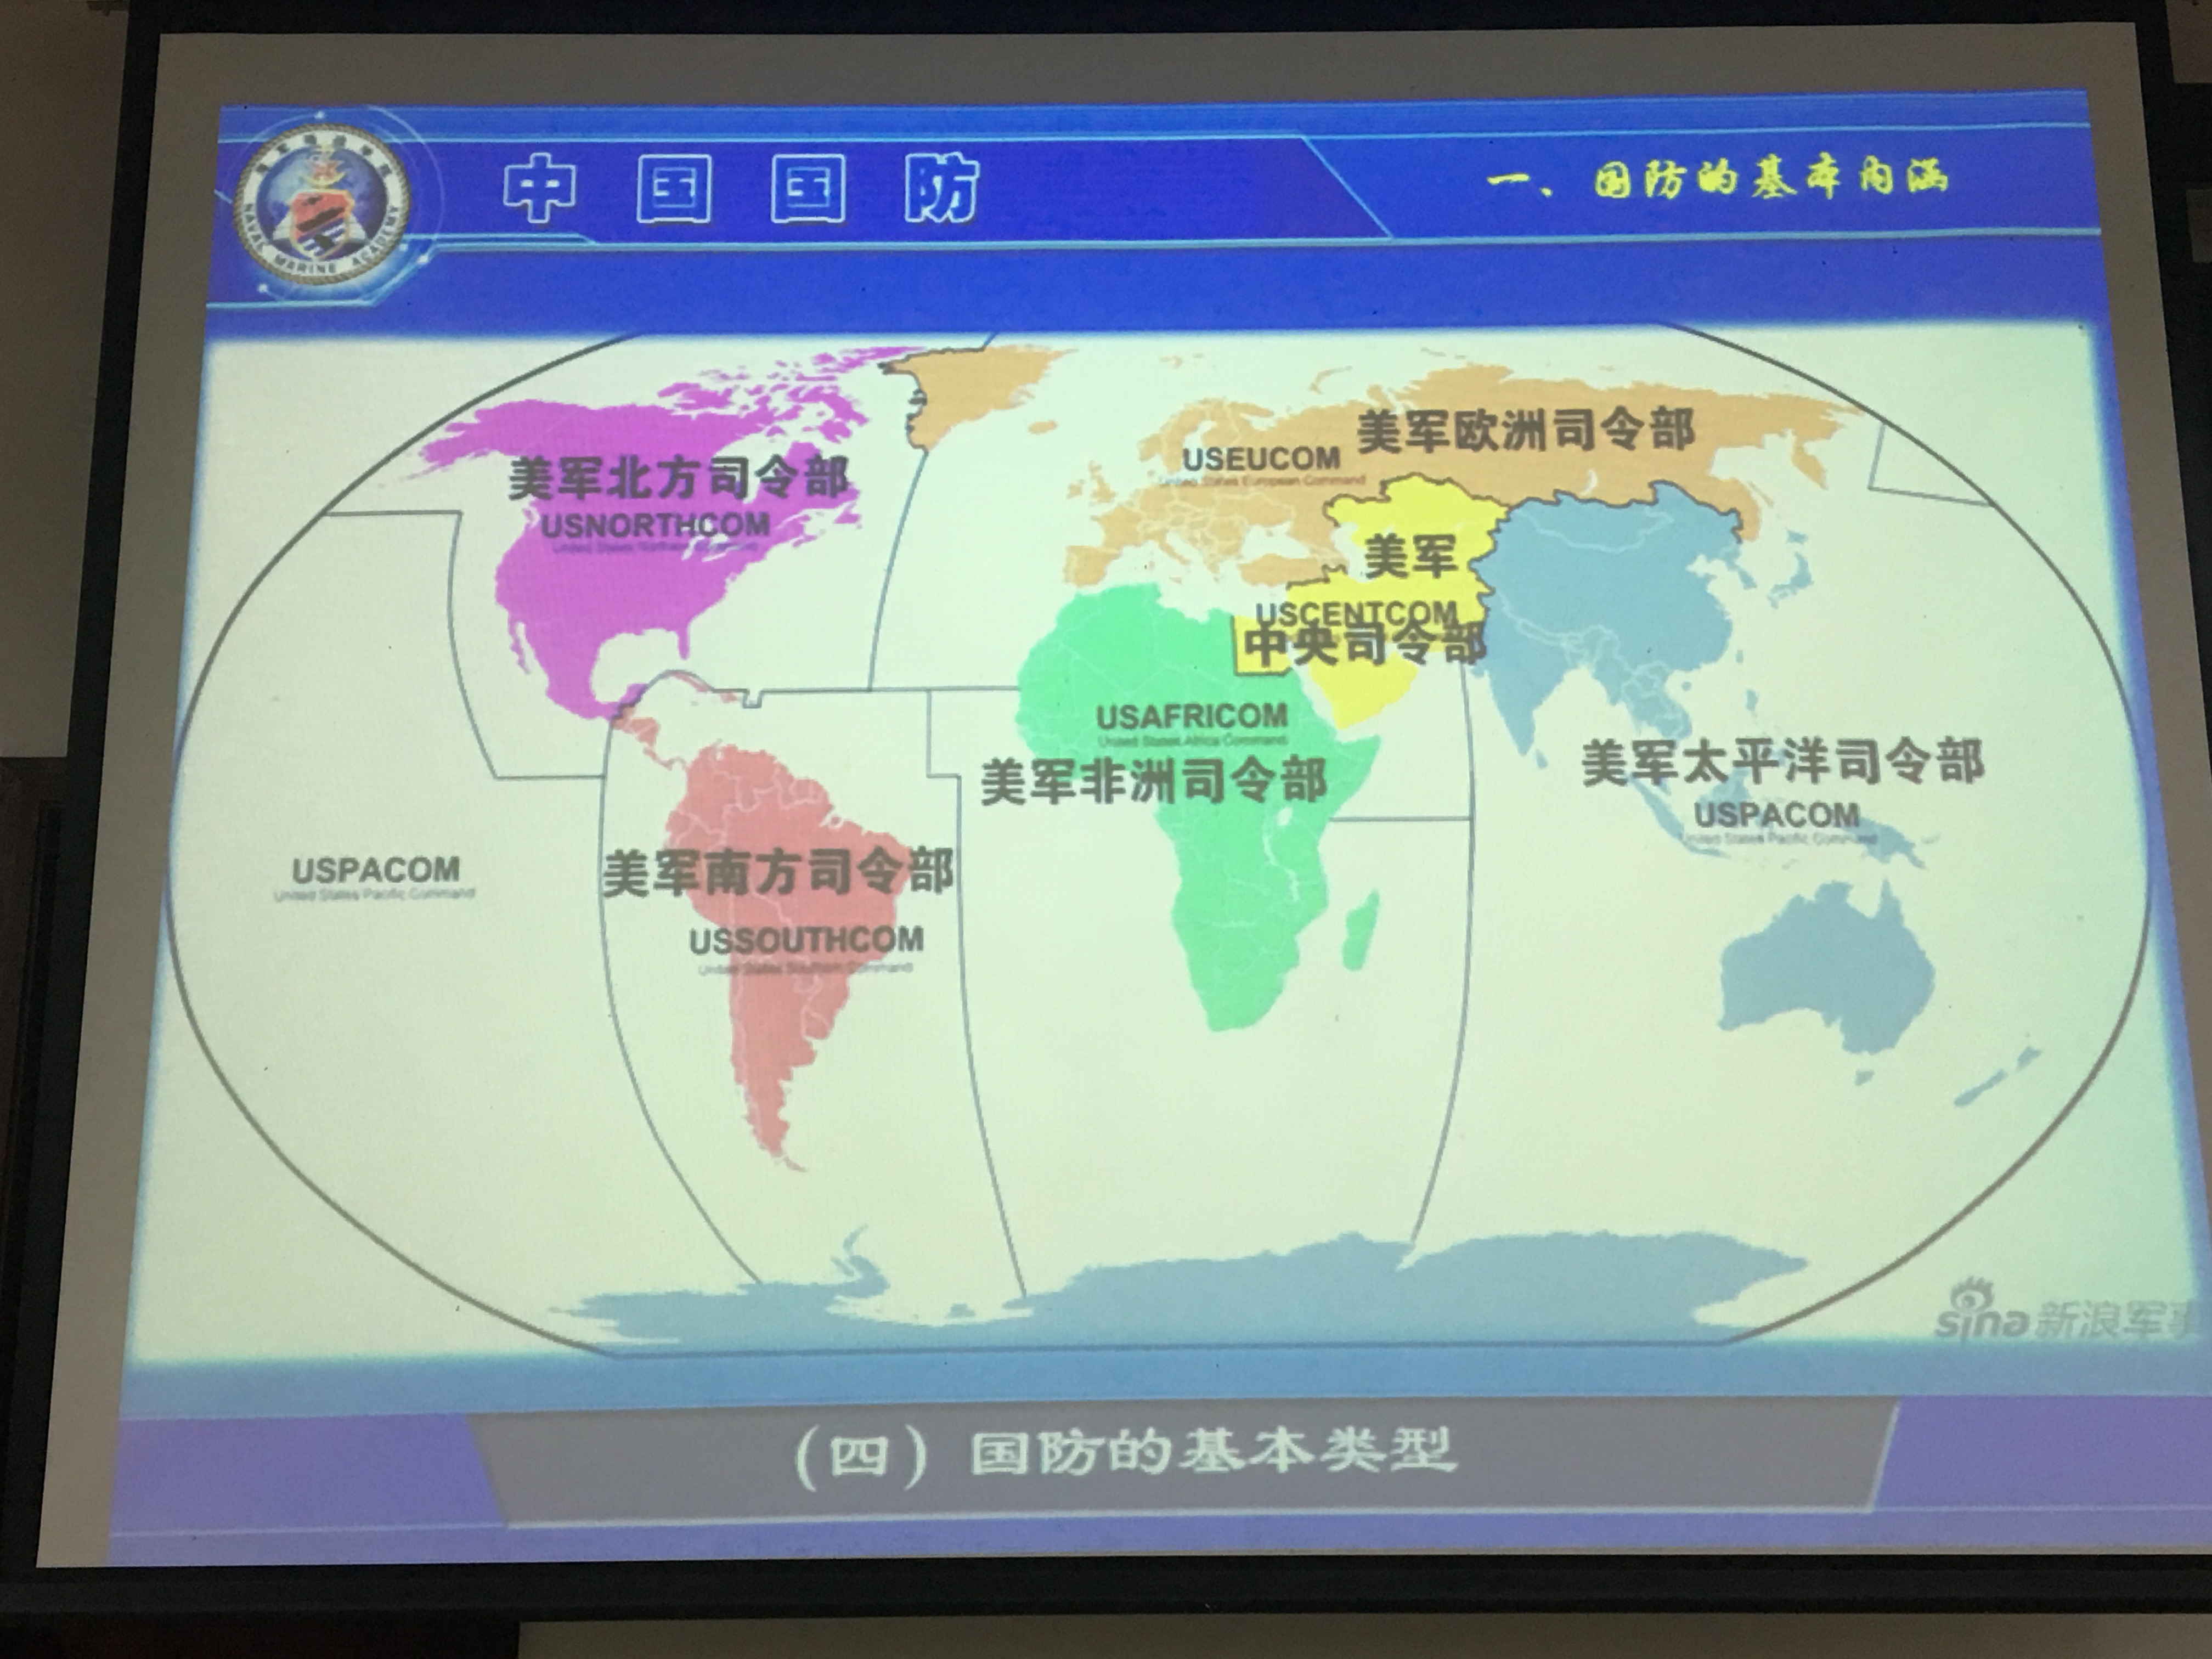 中国国防
一、国防的基本内涵
NAVAL MARINE ACADEMY
美军欧洲司令部
USEUCOM
United States European Command
美军北方司令部
USNORTHCOM
United States Northern Command
美军
USCENTCOM
中央司令部
USAFRICOM
United States Africa Command
美军非洲司令部
美军太平洋司令部
USPACOM
United States Pacific Command
USPACOM
United States Pacific Command
美军南方司令部
USSOUTHCOM
United States Southern Command
sina新浪军事
（四）国防的基本类型